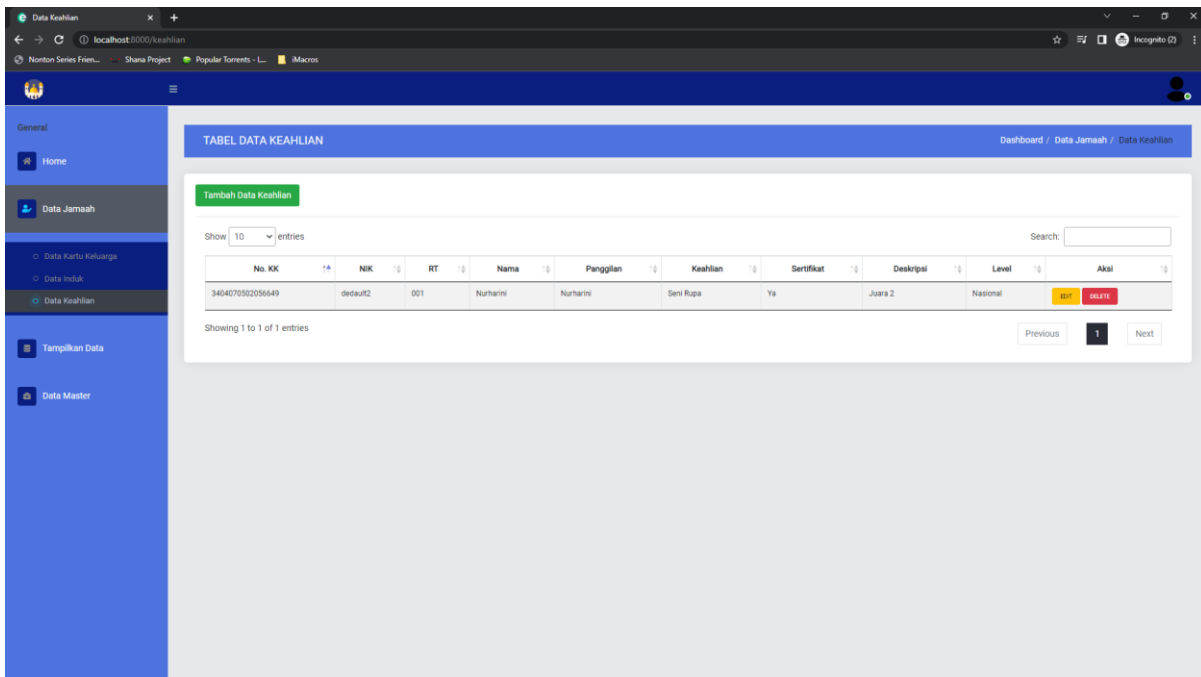 Data Keahlian
localhost:8000/keahlian
Incognito (2)
Nonton Series Frien... Shana Project Popular Torrents - L... iMacros
General
Home
Data Jamaah
Data Kartu Keluarga
Data Induk
Data Keahlian
Tampilkan Data
Data Master
TABEL DATA KEAHLIAN
Dashboard / Data Jamaah / Data Keahlian
Tambah Data Keahlian
Show 10 entries
Search:
No. KK NIK RT Nama Panggilan Keahlian Sertifikat Deskripsi Level Aksi
3404070502056649 dedault2 001 Nurharini Nurharini Seni Rupa Ya Juara 2 Nasional EDIT DELETE
Showing 1 to 1 of 1 entries
Previous 1 Next